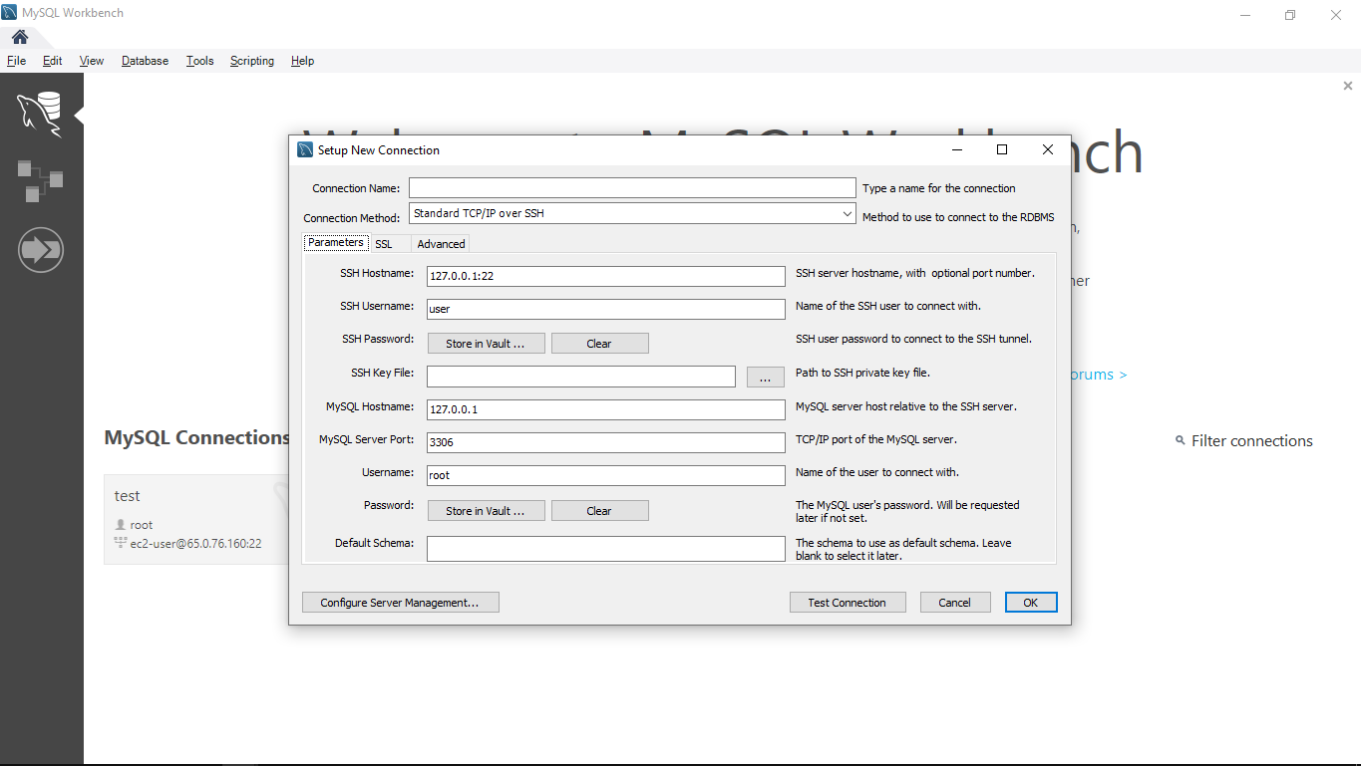 MySQL Workbench
File Edit View Database Tools Scripting Help
Setup New Connection
Connection Name: Type a name for the connection
Connection Method: Standard TCP/IP over SSH Method to use to connect to the RDBMS
Parameters SSL Advanced
SSH Hostname: 127.0.0.1:22 SSH server hostname, with optional port number.
SSH Username: user Name of the SSH user to connect with.
SSH Password: Store in Vault ... Clear SSH user password to connect to the SSH tunnel.
SSH Key File: ... Path to SSH private key file.
MySQL Hostname: 127.0.0.1 MySQL server host relative to the SSH server.
MySQL Server Port: 3306 TCP/IP port of the MySQL server.
Username: root Name of the user to connect with.
Password: Store in Vault ... Clear The MySQL user's password. Will be requested
later if not set.
Default Schema: The schema to use as default schema. Leave
blank to select it later.
Configure Server Management... Test Connection Cancel OK
MySQL Connections
Filter connections
test
root
ec2-user@65.0.76.160:22